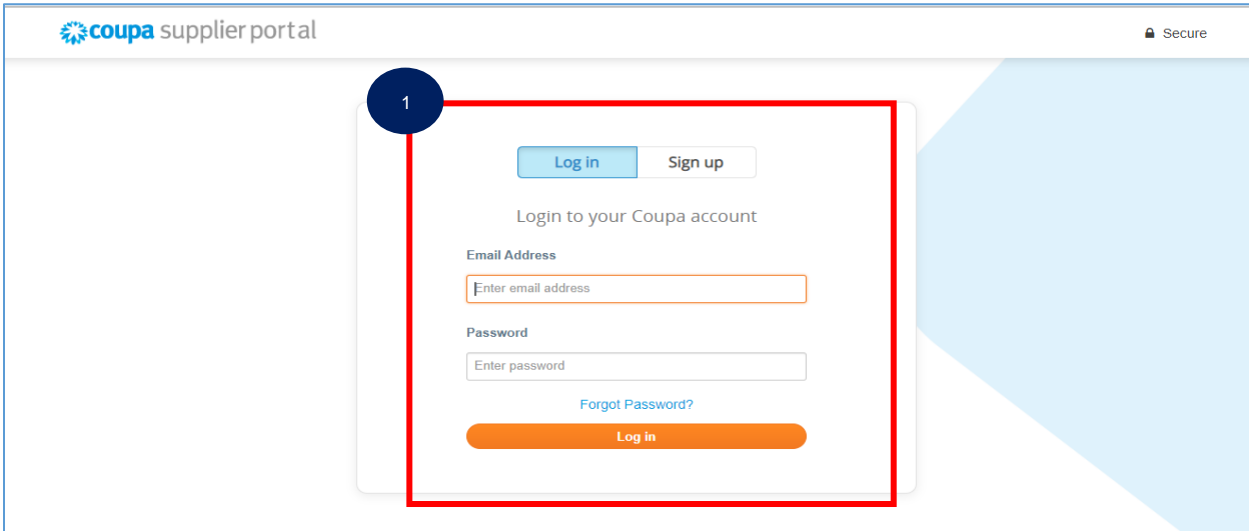 coupa supplier portal
Secure
1
Log in Sign up
Login to your Coupa account
Email Address
Enter email address
Password
Enter password
Forgot Password?
Log in